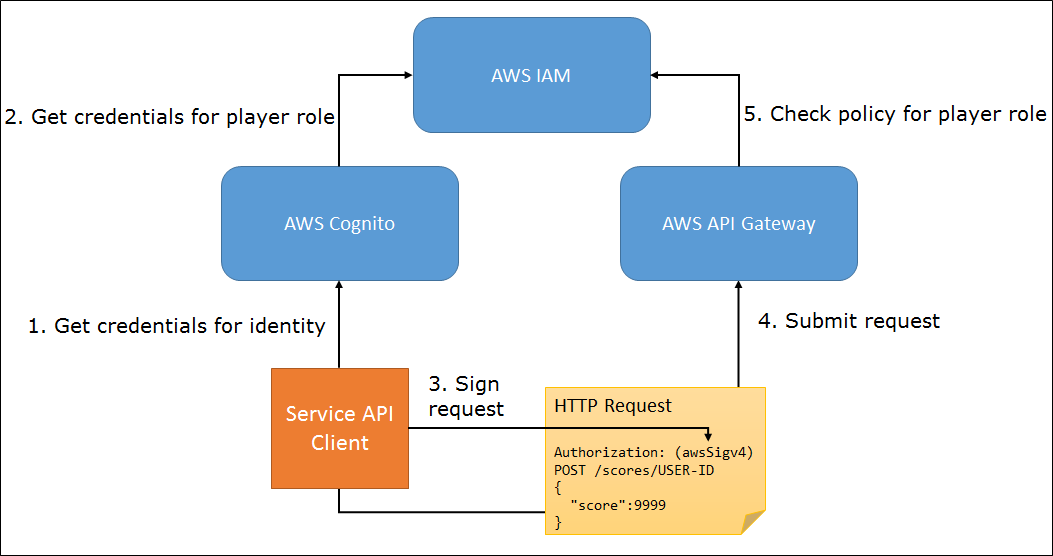 AWS IAM
2. Get credentials for player role
5. Check policy for player role
AWS Cognito
AWS API Gateway
1. Get credentials for identity
4. Submit request
3. Sign
request
Service API
Client
HTTP Request
Authorization: (awsSigv4)
POST /scores/USER-ID
{
"score":9999
}